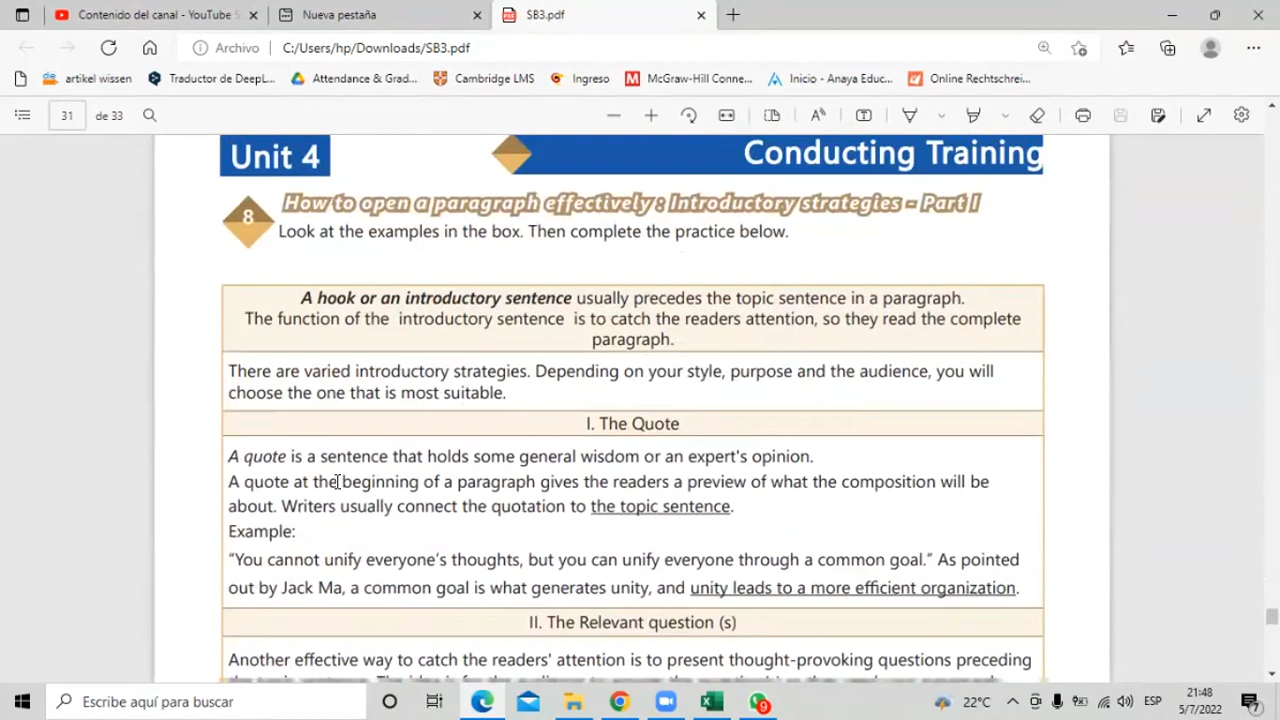 Contenido del canal - YouTube S
Nueva pestaña
SB3.pdf
Archivo
C:/Users/hp/Downloads/SB3.pdf
artikel wissen
Traductor de DeepL...
Attendance & Grad...
Cambridge LMS
Ingreso
McGraw-Hill Conne...
Inicio - Anaya Educ...
Online Rechtschrei...
31
de 33
Unit 4
Conducting Training
8
How to open a paragraph effectively: Introductory strategies - Part I
Look at the examples in the box. Then complete the practice below.
A hook or an introductory sentence usually precedes the topic sentence in a paragraph.
The function of the introductory sentence is to catch the readers attention, so they read the complete
paragraph.
There are varied introductory strategies. Depending on your style, purpose and the audience, you will
choose the one that is most suitable.
I. The Quote
A quote is a sentence that holds some general wisdom or an expert's opinion.
A quote at the beginning of a paragraph gives the readers a preview of what the composition will be
about. Writers usually connect the quotation to the topic sentence.
Example:
“You cannot unify everyone’s thoughts, but you can unify everyone through a common goal.” As pointed
out by Jack Ma, a common goal is what generates unity, and unity leads to a more efficient organization.
II. The Relevant question (s)
Another effective way to catch the readers' attention is to present thought-provoking questions preceding
Escribe aquí para buscar
9
22°C
ESP
21:48
5/7/2022
7